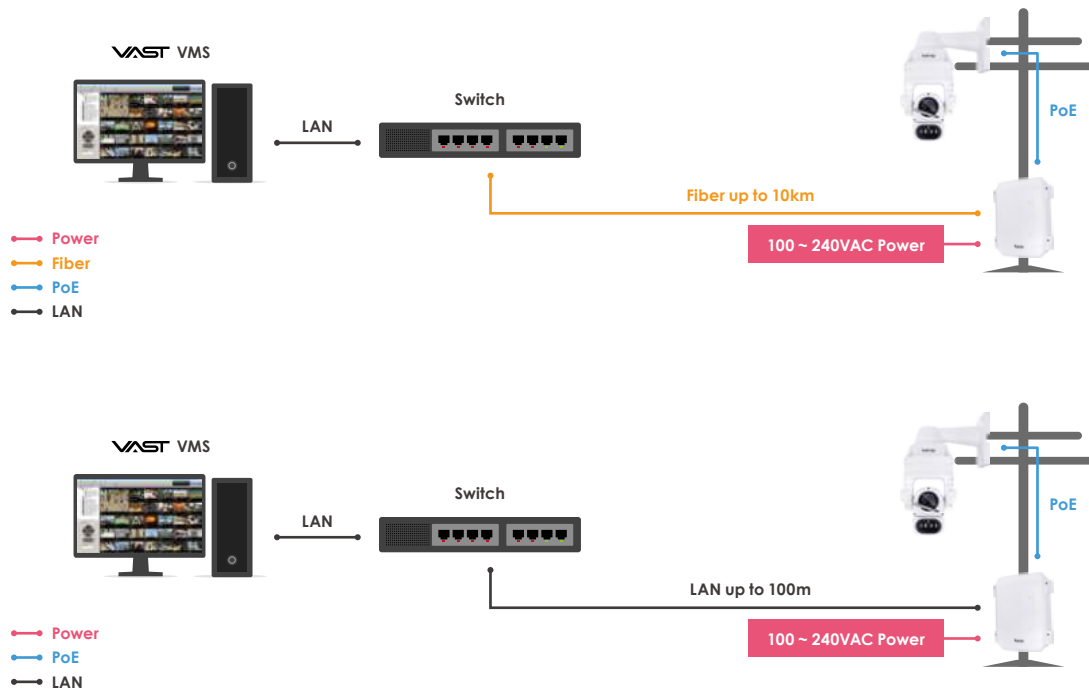 VAST VMS
Switch
LAN
PoE
Fiber up to 10km
100 ~ 240VAC Power
Power
Fiber
PoE
LAN
VAST VMS
Switch
LAN
PoE
LAN up to 100m
100 ~ 240VAC Power
Power
PoE
LAN